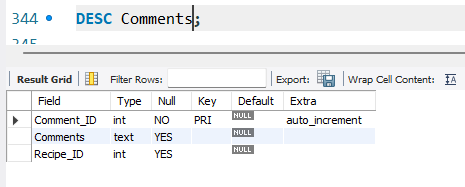 344 DESC Comments;
345
Result Grid Filter Rows: Export: Wrap Cell Content: IA
Field Type Null Key Default Extra
Comment_ID int NO PRI NULL auto_increment
Comments text YES NULL
Recipe_ID int YES NULL